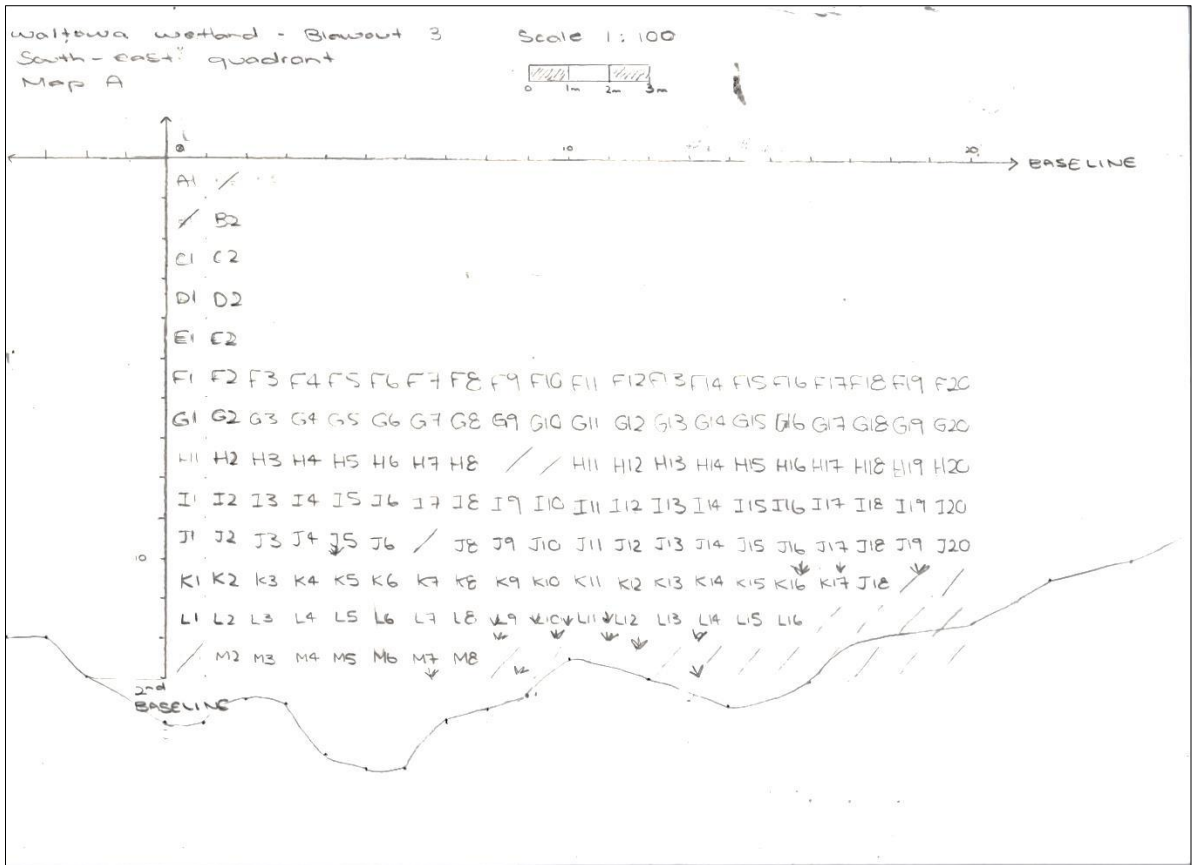 Waltowa wetland - Blowout 3
South-east quadrant
Map A
Scale 1:100
0 1m 2m 3m
0 10 20
BASELINE
A1
B2
C1 C2
D1 D2
E1 E2
F1 F2 F3 F4 F5 F6 F7 F8 F9 F10 F11 F12 F13 F14 F15 F16 F17 F18 F19 F20
G1 G2 G3 G4 G5 G6 G7 G8 G9 G10 G11 G12 G13 G14 G15 G16 G17 G18 G19 G20
H1 H2 H3 H4 H5 H6 H7 H8 H11 H12 H13 H14 H15 H16 H17 H18 H19 H20
I1 I2 I3 I4 I5 I6 I7 I8 I9 I10 I11 I12 I13 I14 I15 I16 I17 I18 I19 I20
J1 J2 J3 J4 J5 J6 J8 J9 J10 J11 J12 J13 J14 J15 J16 J17 J18 J19 J20
10
K1 K2 K3 K4 K5 K6 K7 K8 K9 K10 K11 K12 K13 K14 K15 K16 K17 J18
L1 L2 L3 L4 L5 L6 L7 L8 L9 L10 L11 L12 L13 L14 L15 L16
M2 M3 M4 M5 M6 M7 M8
2nd
BASELINE